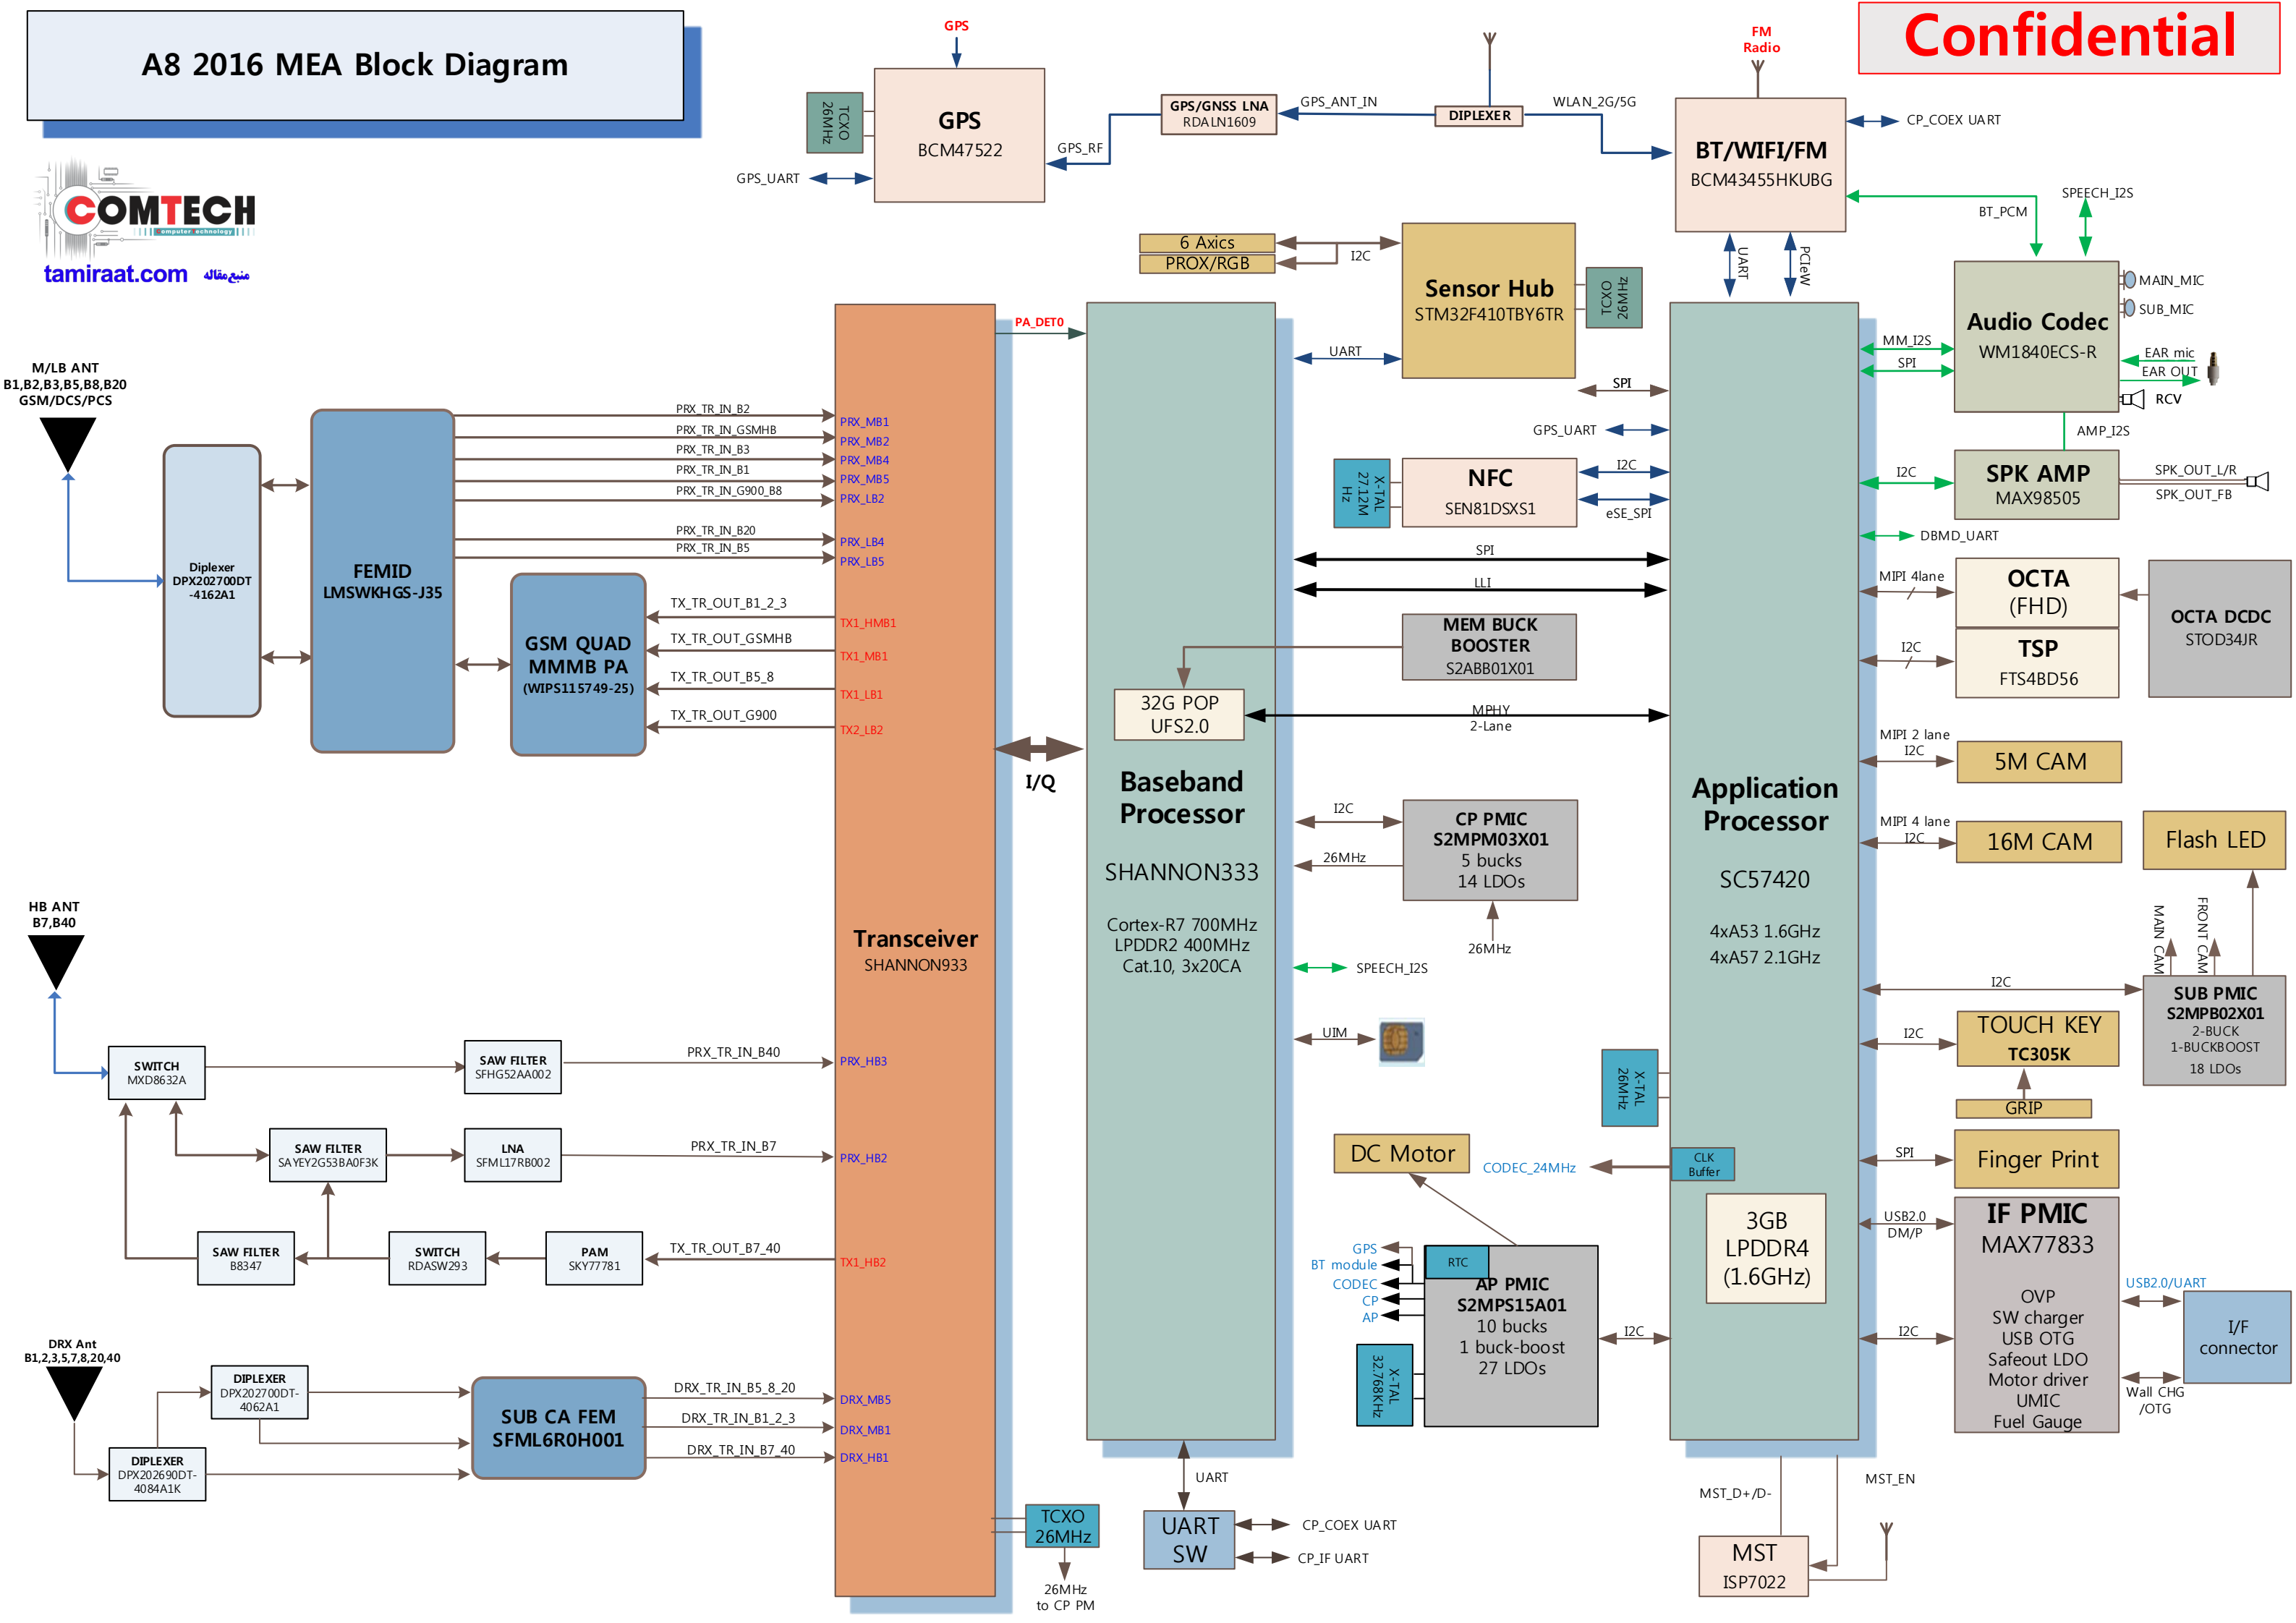 A8 2016 MEA Block Diagram
Confidential
COMTECH
Computer Technology
tamiraat.com منبع مقاله
GPS
TCXO
26MHz
GPS
BCM47522
GPS_UART
GPS_RF
GPS/GNSS LNA
RDALN1609
GPS_ANT_IN
DIPLEXER
WLAN_2G/5G
FM
Radio
BT/WIFI/FM
BCM43455HKUBG
CP_COEX UART
BT_PCM
SPEECH_I2S
UART
PCIeW
6 Axics
PROX/RGB
I2C
Sensor Hub
STM32F410TBY6TR
TCXO
26MHz
UART
SPI
Audio Codec
WM1840ECS-R
MAIN_MIC
SUB_MIC
EAR mic
EAR OUT
RCV
MM_I2S
SPI
AMP_I2S
SPK AMP
MAX98505
I2C
SPK_OUT_L/R
SPK_OUT_FB
DBMD_UART
GPS_UART
X-TAL
27.12M
Hz
NFC
SEN81DSXS1
I2C
eSE_SPI
SPI
LLI
MEM BUCK
BOOSTER
S2ABB01X01
32G POP
UFS2.0
MPHY
2-Lane
MIPI 4lane
OCTA
(FHD)
I2C
TSP
FTS4BD56
OCTA DCDC
STOD34JR
MIPI 2 lane
I2C
5M CAM
MIPI 4 lane
I2C
16M CAM
Flash LED
MAIN CAM
FRONT CAM
I2C
SUB PMIC
S2MPB02X01
2-BUCK
1-BUCKBOOST
18 LDOs
I2C
TOUCH KEY
TC305K
GRIP
SPI
Finger Print
USB2.0
DM/P
I2C
IF PMIC
MAX77833
OVP
SW charger
USB OTG
Safeout LDO
Motor driver
UMIC
Fuel Gauge
USB2.0/UART
Wall CHG
/OTG
I/F
connector
Application
Processor
SC57420
4xA53 1.6GHz
4xA57 2.1GHz
X-TAL
26MHz
CLK
Buffer
CODEC_24MHz
3GB
LPDDR4
(1.6GHz)
MST_D+/D-
MST_EN
MST
ISP7022
DC Motor
GPS
BT module
CODEC
CP
AP
RTC
AP PMIC
S2MPS15A01
10 bucks
1 buck-boost
27 LDOs
I2C
X-TAL
32.768KHz
Baseband
Processor
SHANNON333
Cortex-R7 700MHz
LPDDR2 400MHz
Cat.10, 3x20CA
I2C
26MHz
CP PMIC
S2MPM03X01
5 bucks
14 LDOs
26MHz
SPEECH_I2S
UIM
UART
UART
SW
CP_COEX UART
CP_IF UART
PA_DET0
I/Q
Transceiver
SHANNON933
TCXO
26MHz
26MHz
to CP PM
M/LB ANT
B1,B2,B3,B5,B8,B20
GSM/DCS/PCS
Diplexer
DPX202700DT
-4162A1
FEMID
LMSWKHGS-J35
GSM QUAD
MMMB PA
(WIPS115749-25)
PRX_TR_IN_B2
PRX_TR_IN_GSMHB
PRX_TR_IN_B3
PRX_TR_IN_B1
PRX_TR_IN_G900_B8
PRX_TR_IN_B20
PRX_TR_IN_B5
PRX_MB1
PRX_MB2
PRX_MB4
PRX_MB5
PRX_LB2
PRX_LB4
PRX_LB5
TX_TR_OUT_B1_2_3
TX_TR_OUT_GSMHB
TX_TR_OUT_B5_8
TX_TR_OUT_G900
TX1_HMB1
TX1_MB1
TX1_LB1
TX2_LB2
HB ANT
B7,B40
SWITCH
MXD8632A
SAW FILTER
SFHG52AA002
PRX_TR_IN_B40
PRX_HB3
SAW FILTER
SAYEY2G53BA0F3K
LNA
SFML17RB002
PRX_TR_IN_B7
PRX_HB2
SAW FILTER
B8347
SWITCH
RDASW293
PAM
SKY77781
TX_TR_OUT_B7_40
TX1_HB2
DRX Ant
B1,2,3,5,7,8,20,40
DIPLEXER
DPX202700DT-
4062A1
DIPLEXER
DPX202690DT-
4084A1K
SUB CA FEM
SFML6R0H001
DRX_TR_IN_B5_8_20
DRX_TR_IN_B1_2_3
DRX_TR_IN_B7_40
DRX_MB5
DRX_MB1
DRX_HB1